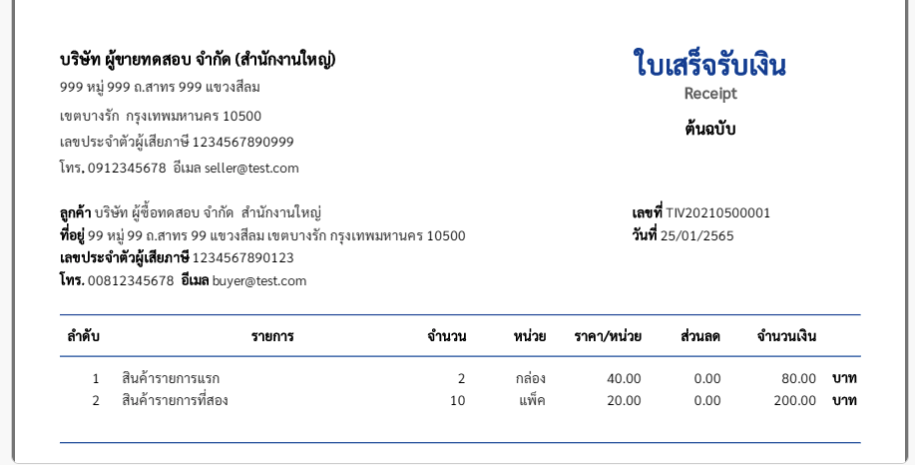 บริษัท ผู้ขายทดสอบ จำกัด (สำนักงานใหญ่)
999 หมู่ 999 ถ.สาทร 999 แขวงสีลม
เขตบางรัก กรุงเทพมหานคร 10500
เลขประจำตัวผู้เสียภาษี 1234567890999
โทร. 0912345678 อีเมล seller@test.com
ใบเสร็จรับเงิน
Receipt
ต้นฉบับ
ลูกค้า บริษัท ผู้ซื้อทดสอบ จำกัด สำนักงานใหญ่
ที่อยู่ 99 หมู่ 99 ถ.สาทร 99 แขวงสีลม เขตบางรัก กรุงเทพมหานคร 10500
เลขประจำตัวผู้เสียภาษี 1234567890123
โทร. 00812345678 อีเมล buyer@test.com
เลขที่ TIV20210500001
วันที่ 25/01/2565
ลำดับ รายการ จำนวน หน่วย ราคา/หน่วย ส่วนลด จำนวนเงิน
1 สินค้ารายการแรก 2 กล่อง 40.00 0.00 80.00 บาท
2 สินค้ารายการที่สอง 10 แพ็ค 20.00 0.00 200.00 บาท